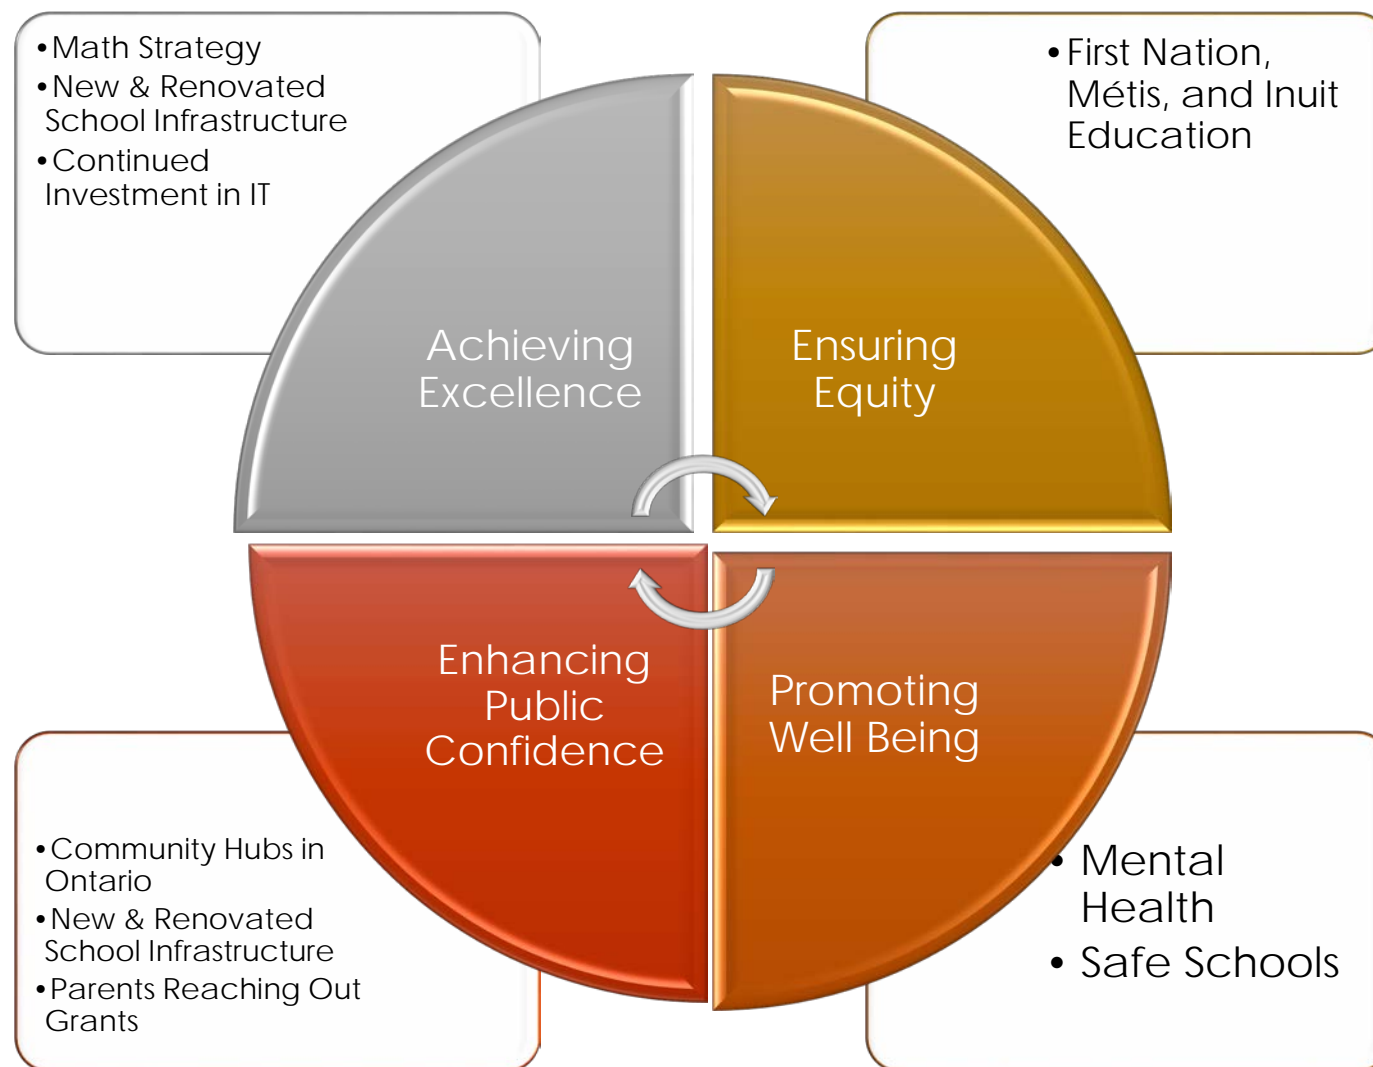 •Math Strategy
•New & Renovated
School Infrastructure
•Continued
Investment in IT
•First Nation,
Métis, and Inuit
Education
Achieving
Excellence
Ensuring
Equity
Enhancing
Public
Confidence
Promoting
Well Being
•Community Hubs in
Ontario
•New & Renovated
School Infrastructure
•Parents Reaching Out
Grants
• Mental
Health
• Safe Schools